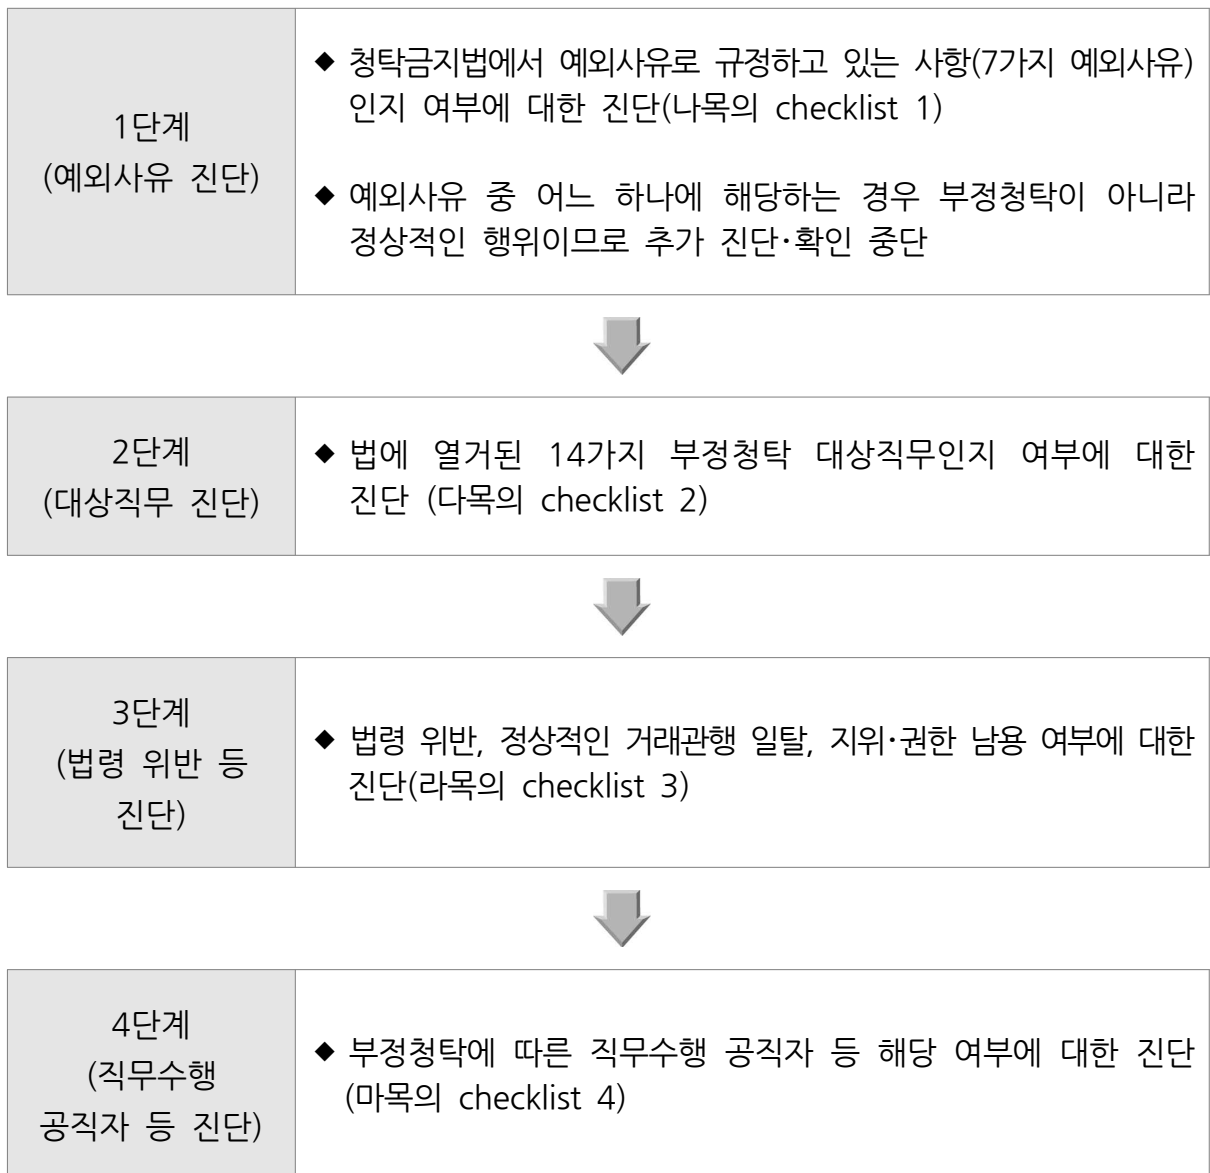 1단계
(예외사유 진단)
◆ 청탁금지법에서 예외사유로 규정하고 있는 사항(7가지 예외사유)
인지 여부에 대한 진단(나목의 checklist 1)
◆ 예외사유 중 어느 하나에 해당하는 경우 부정청탁이 아니라
정상적인 행위이므로 추가 진단·확인 중단
2단계
(대상직무 진단)
◆ 법에 열거된 14가지 부정청탁 대상직무인지 여부에 대한
진단 (다목의 checklist 2)
3단계
(법령 위반 등
진단)
◆ 법령 위반, 정상적인 거래관행 일탈, 지위·권한 남용 여부에 대한
진단(라목의 checklist 3)
4단계
(직무수행
공직자 등 진단)
◆ 부정청탁에 따른 직무수행 공직자 등 해당 여부에 대한 진단
(마목의 checklist 4)